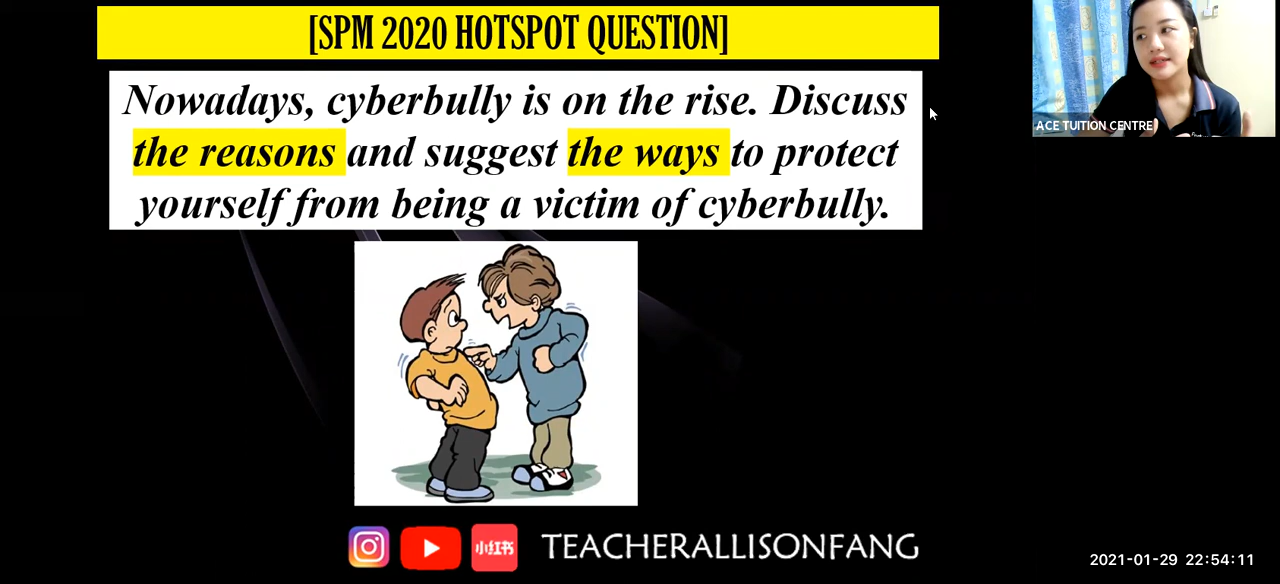 [SPM 2020 HOTSPOT QUESTION]
Nowadays, cyberbully is on the rise. Discuss
the reasons and suggest the ways to protect
yourself from being a victim of cyberbully.
ACE TUITION CENTRE
小红书
TEACHERALLISONFANG
2021-01-29 22:54:11